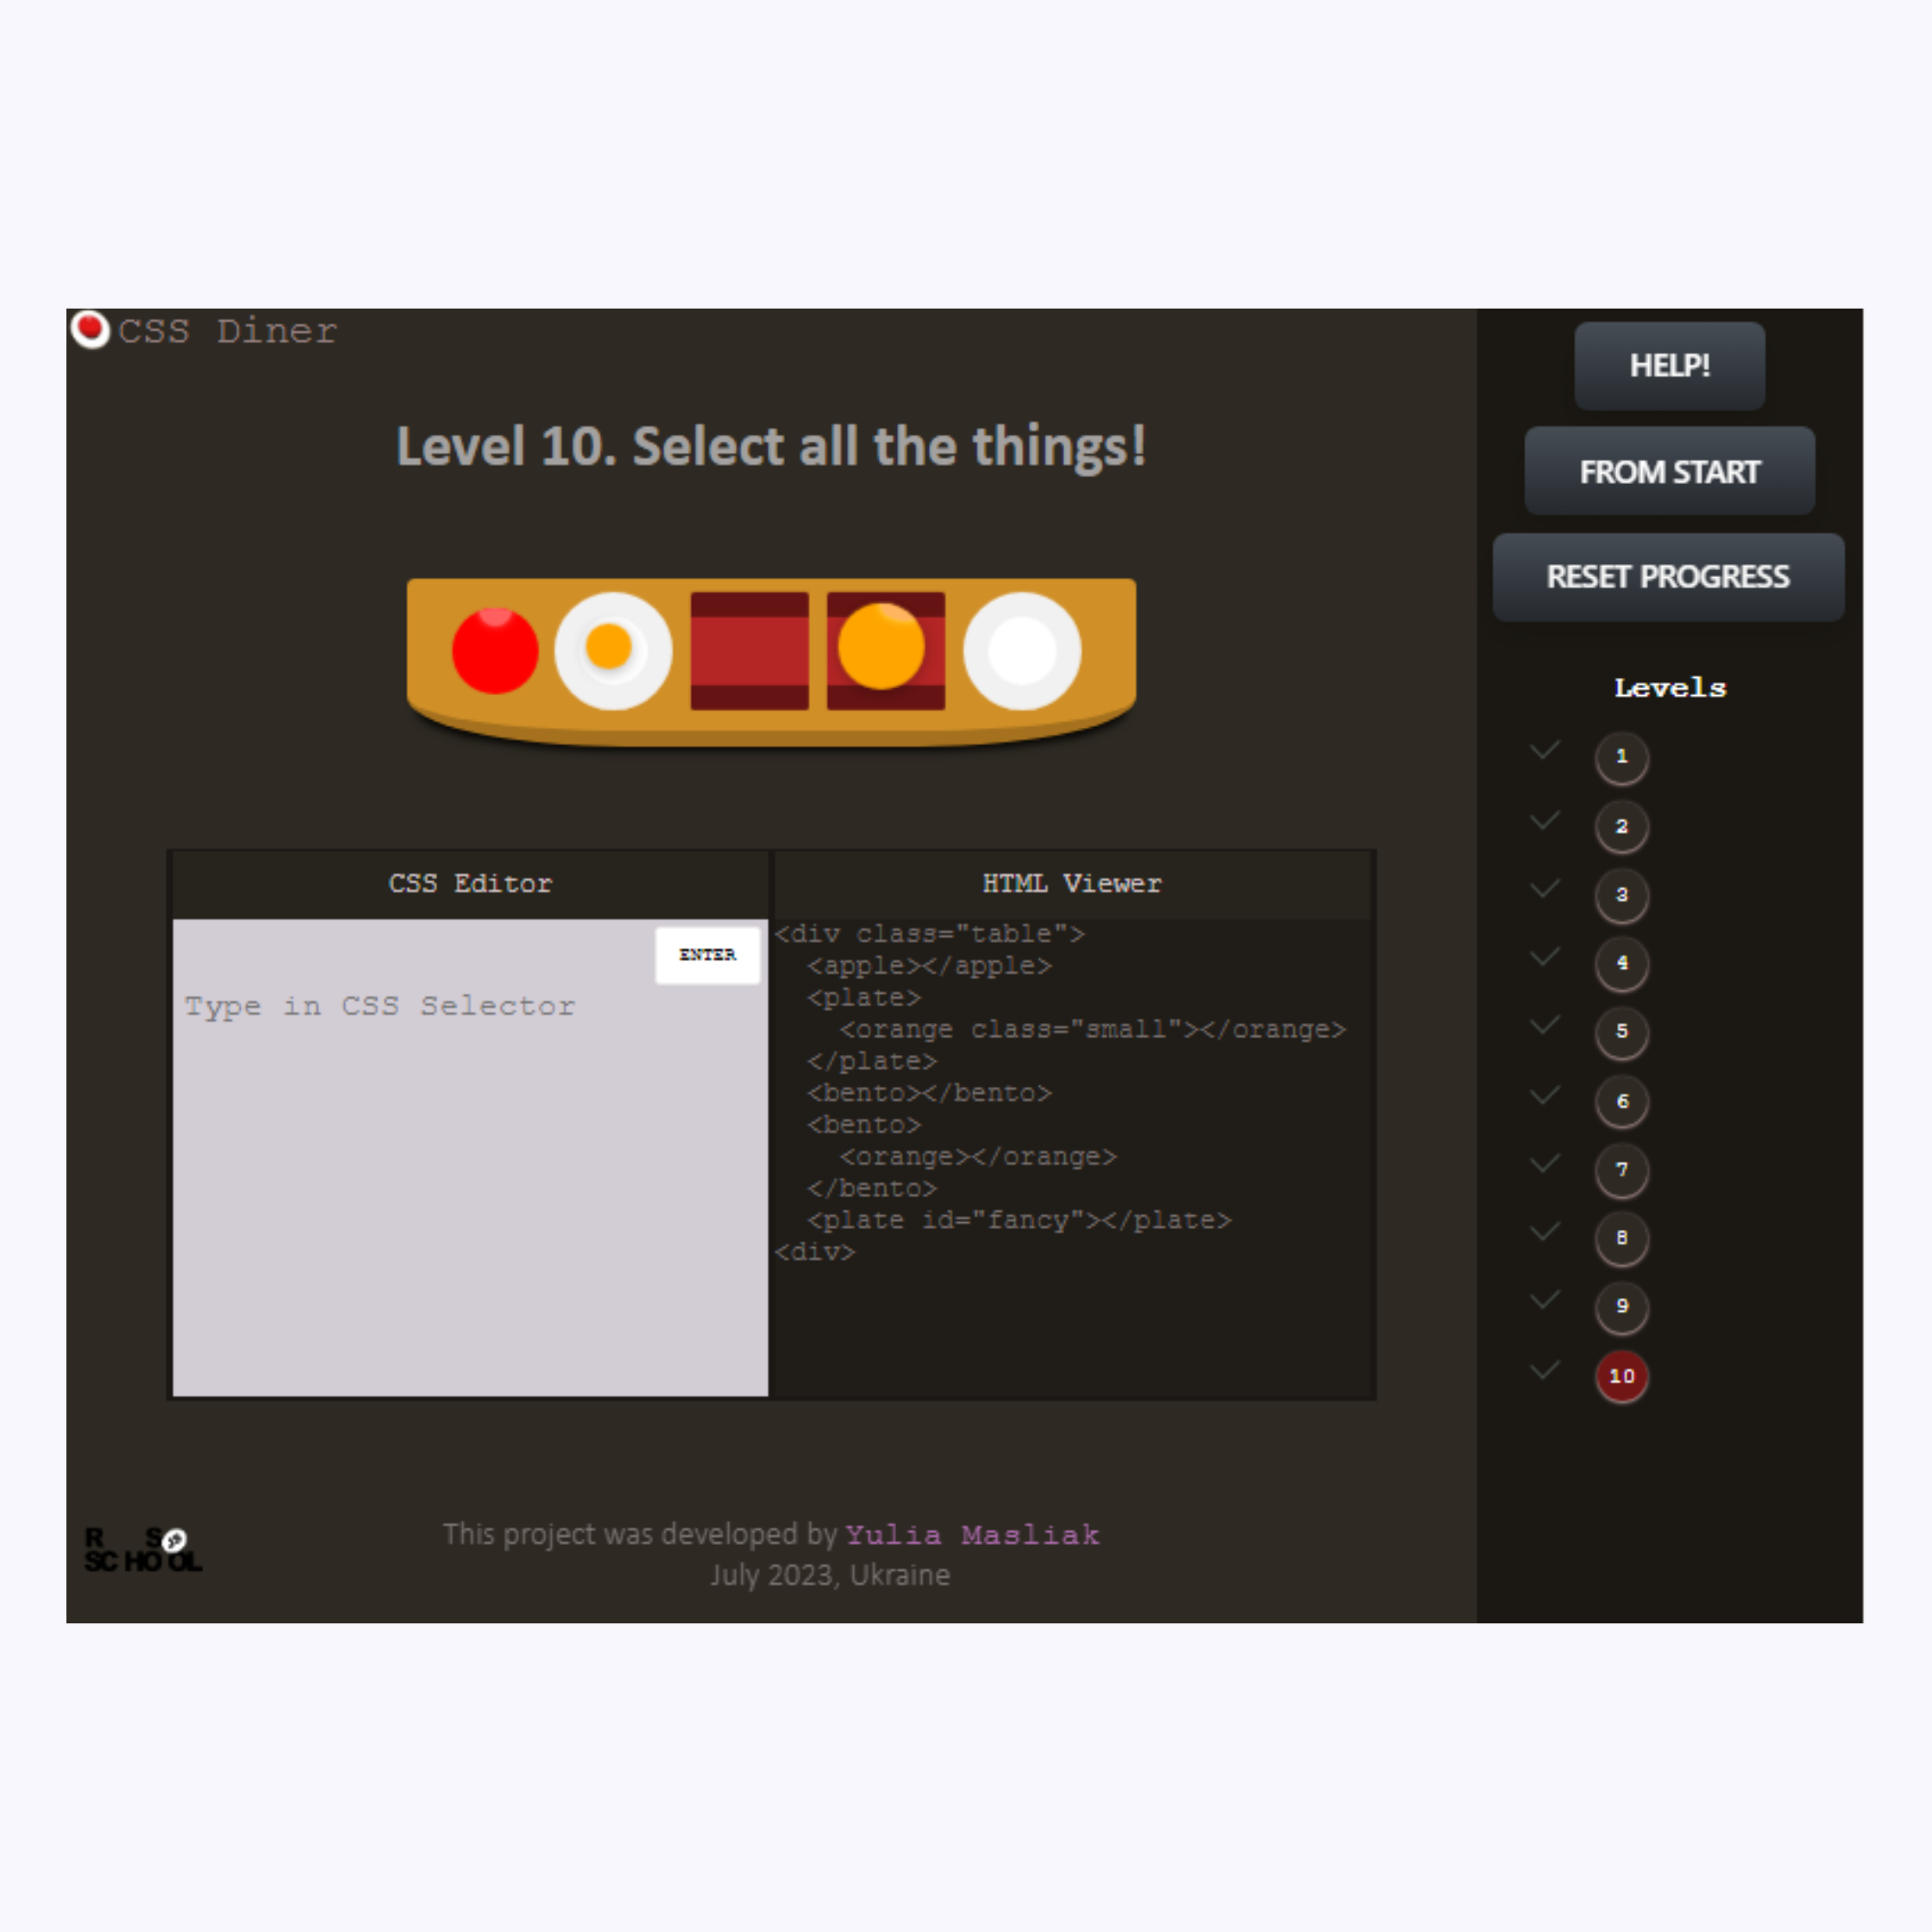 CSS Diner
Level 10. Select all the things!
CSS Editor
ENTER
Type in CSS Selector
HTML Viewer
<div class="table">
  <apple></apple>
  <plate>
    <orange class="small"></orange>
  </plate>
  <bento></bento>
  <bento>
    <orange></orange>
  </bento>
  <plate id="fancy"></plate>
<div>
HELP!
FROM START
RESET PROGRESS
Levels
1
2
3
4
5
6
7
8
9
10
RS
SCHOOL
This project was developed by Yulia Masliak
July 2023, Ukraine